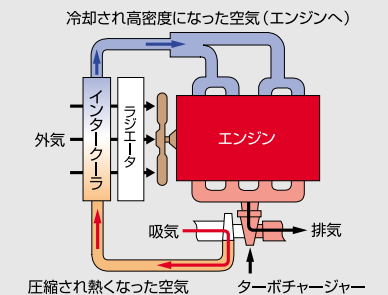 冷却され高密度になった空気(エンジンへ)
インタークーラ
ラジエータ
エンジン
外気
吸気
排気
圧縮され熱くなった空気
ターボチャージャー